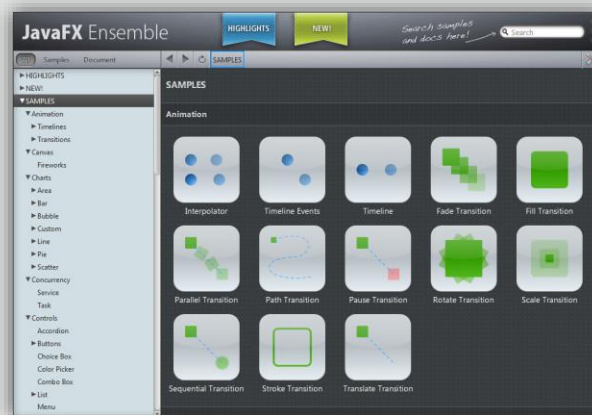 JavaFX Ensemble
HIGHLIGHTS
NEW!
Search samples
and docs here!
Search
Samples
Document
SAMPLES
HIGHLIGHTS
NEW!
SAMPLES
Animation
Timelines
Transitions
Canvas
Fireworks
Charts
Area
Bar
Bubble
Custom
Line
Pie
Scatter
Concurrency
Service
Task
Controls
Accordion
Buttons
Choice Box
Color Picker
Combo Box
List
Menu
SAMPLES
Animation
Interpolator
Timeline Events
Timeline
Fade Transition
Fill Transition
Parallel Transition
Path Transition
Pause Transition
Rotate Transition
Scale Transition
Sequential Transition
Stroke Transition
Translate Transition